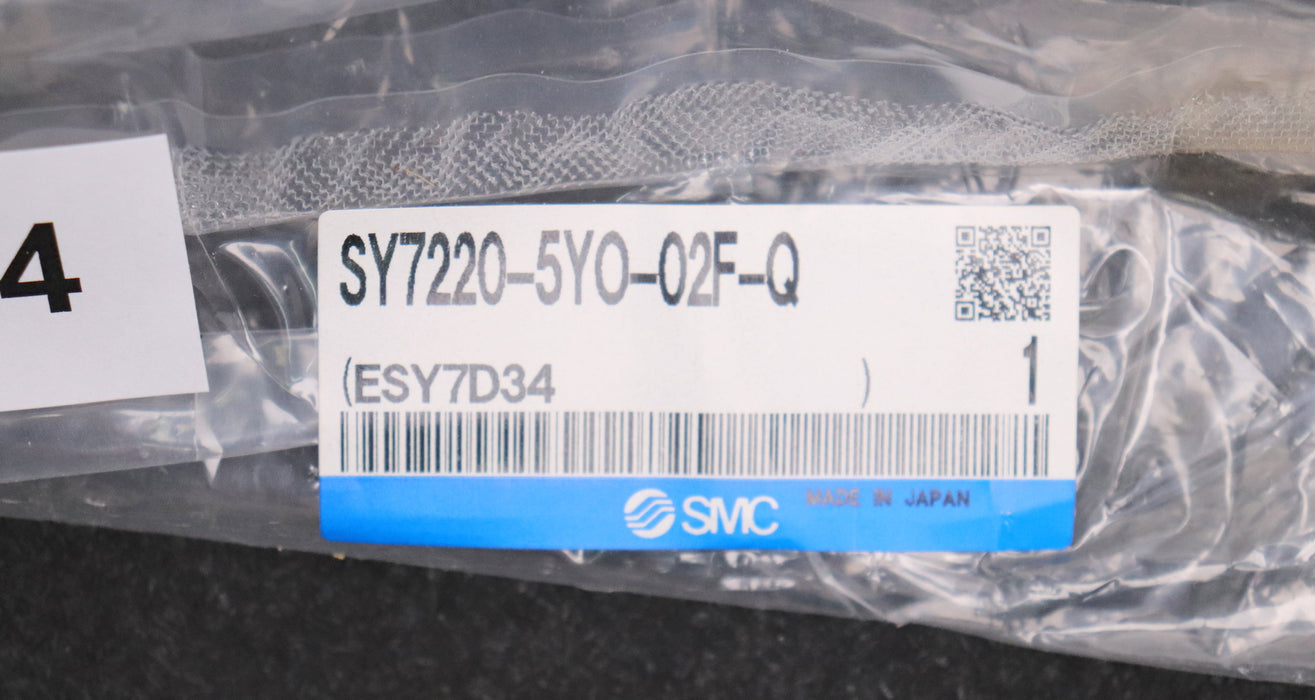 4
SY7220-5YO-02F-Q
(ESY7D34 )
1
SMC MADE IN JAPAN